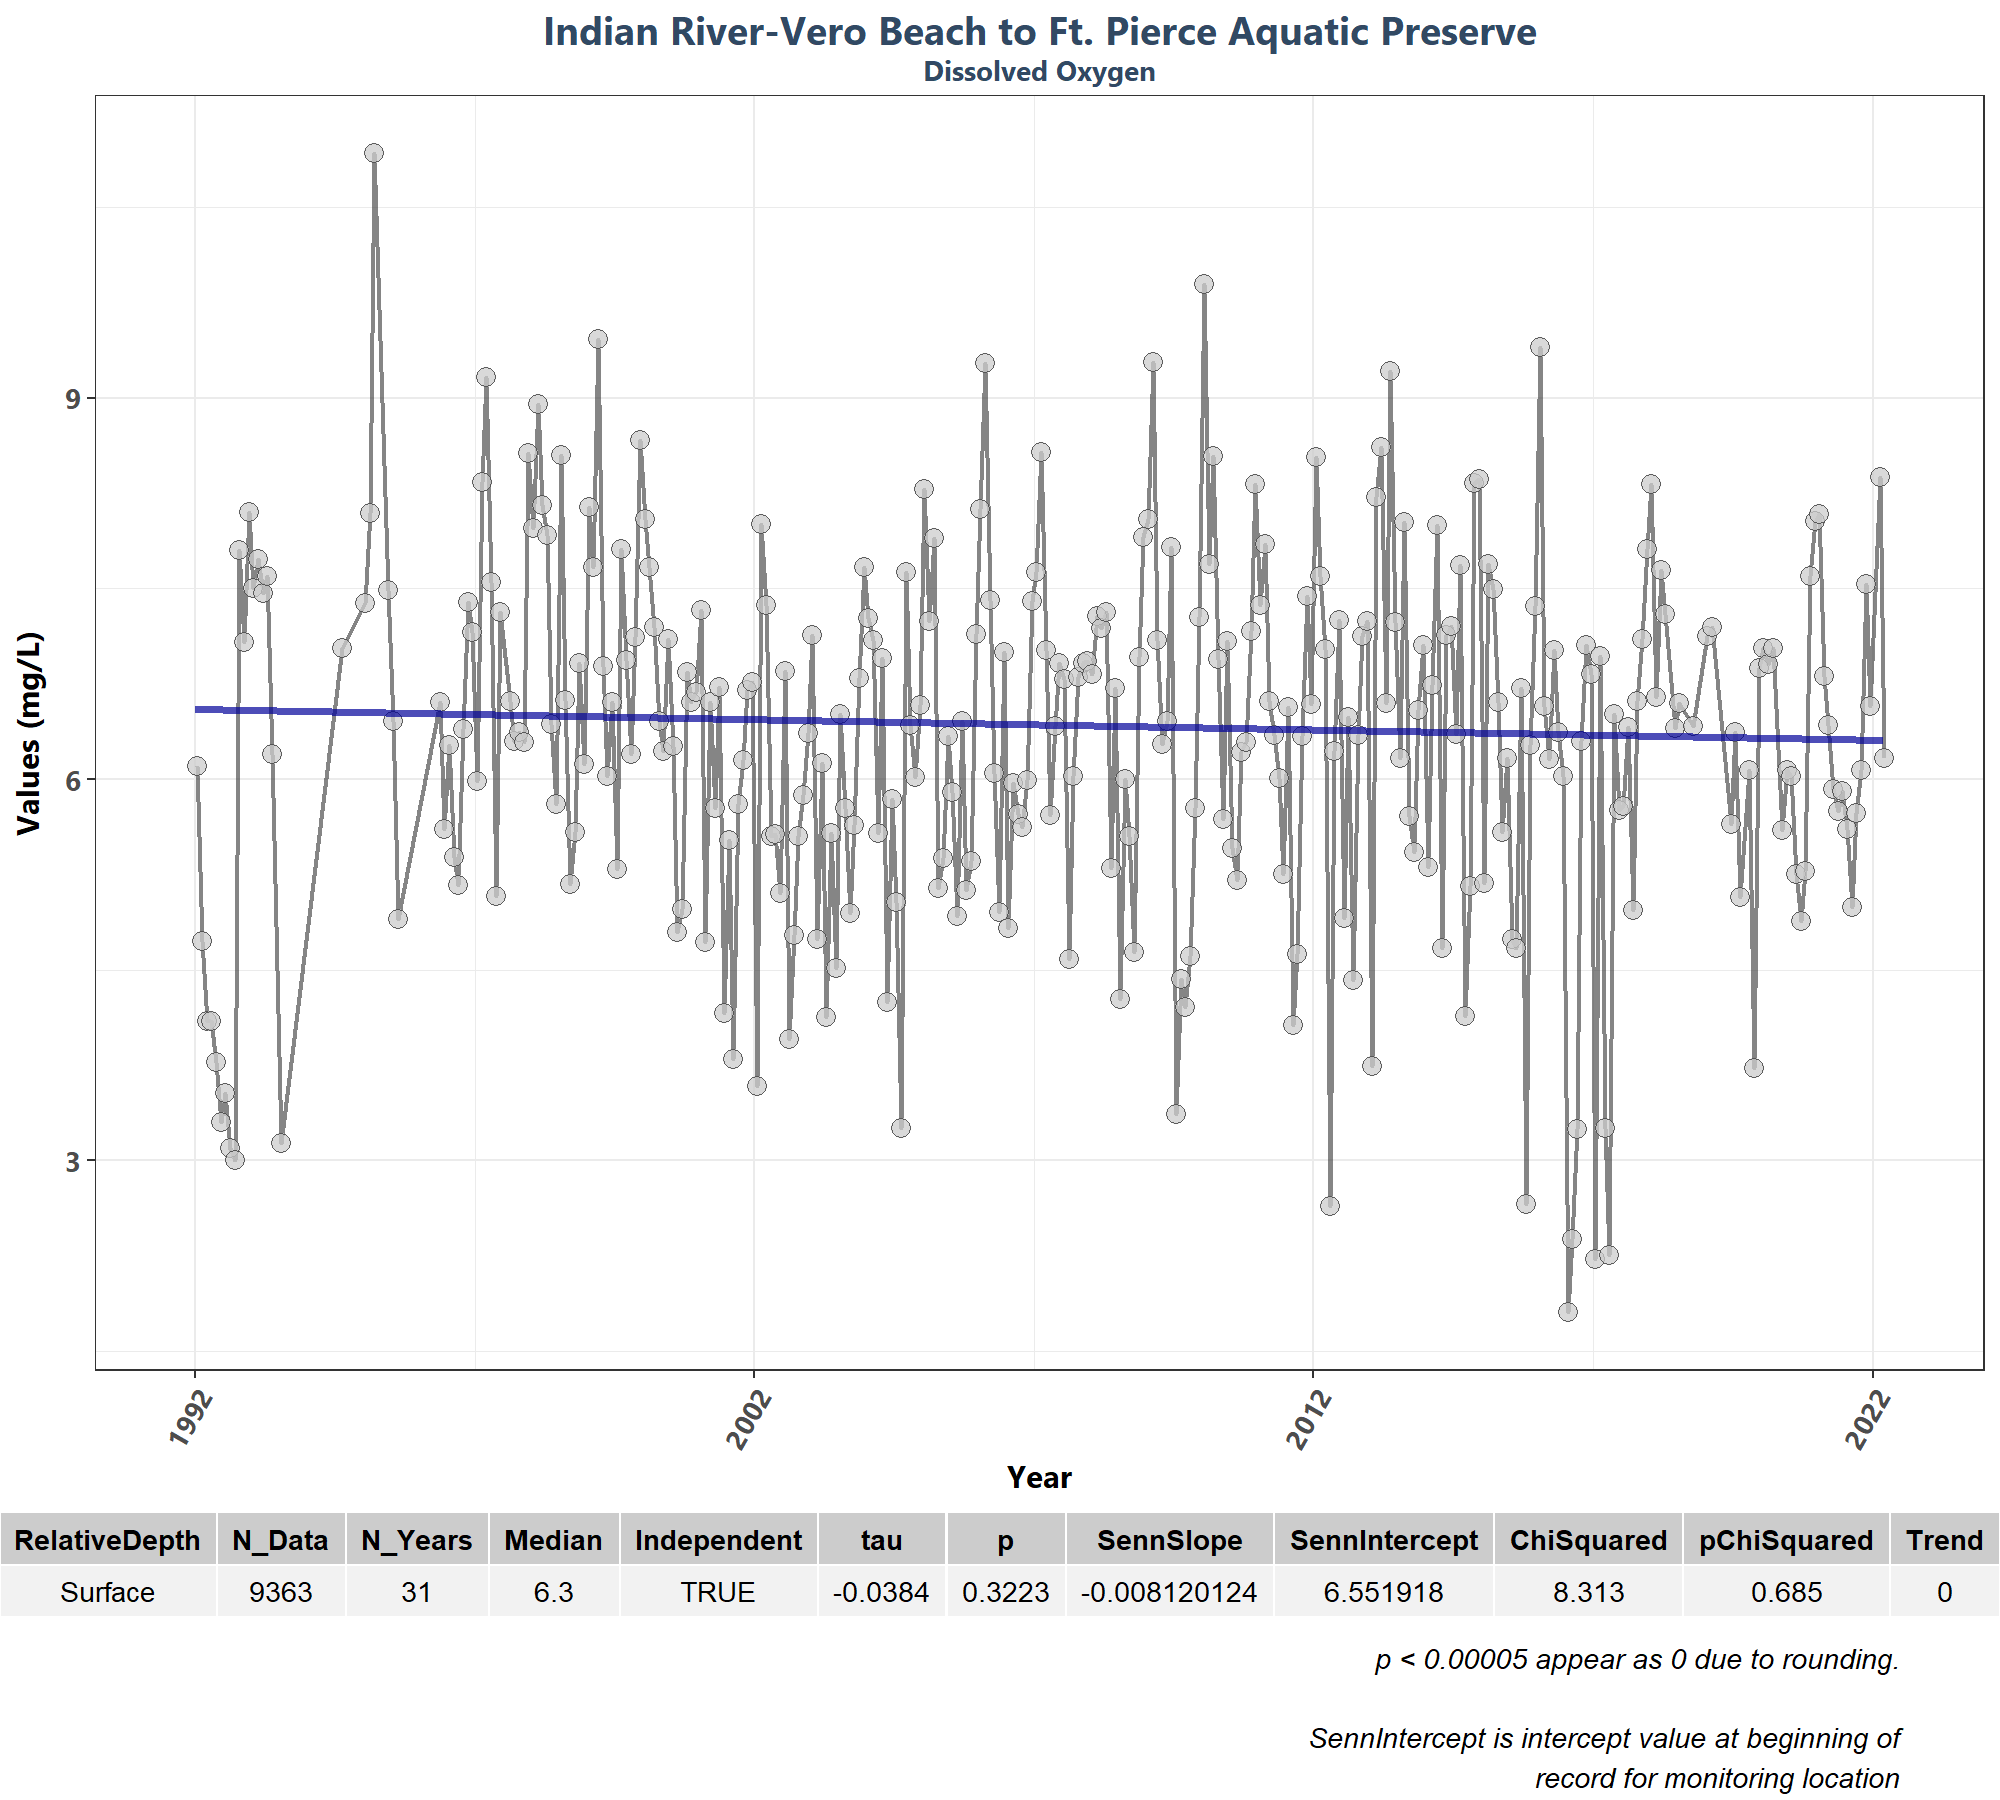 Indian River-Vero Beach to Ft. Pierce Aquatic Preserve
Dissolved Oxygen
Values (mg/L)
9
6
3
1992 2002 2012 2022
Year
RelativeDepth N_Data N_Years Median Independent tau p SennSlope SennIntercept ChiSquared pChiSquared Trend
Surface 9363 31 6.3 TRUE -0.0384 0.3223 -0.008120124 6.551918 8.313 0.685 0
p < 0.00005 appear as 0 due to rounding.
SennIntercept is intercept value at beginning of
record for monitoring location